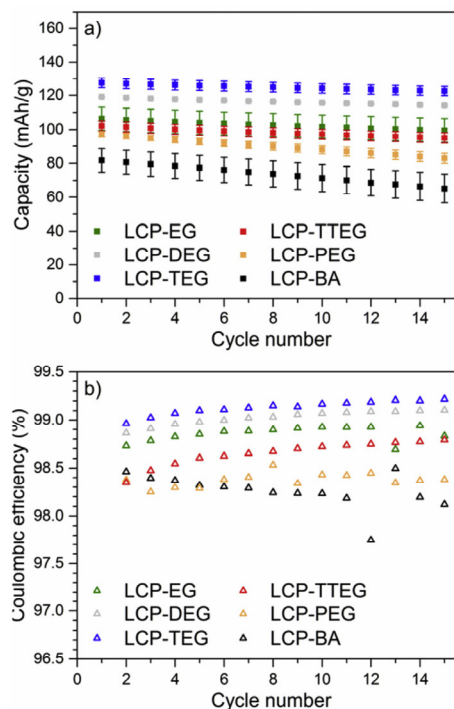 a)
Capacity (mAh/g)
160
140
120
100
80
60
40
20
0
LCP-EG LCP-TTEG
LCP-DEG LCP-PEG
LCP-TEG LCP-BA
0 2 4 6 8 10 12 14
Cycle number
b)
Coulombic efficiency (%)
99.5
99.0
98.5
98.0
97.5
97.0
96.5
LCP-EG LCP-TTEG
LCP-DEG LCP-PEG
LCP-TEG LCP-BA
0 2 4 6 8 10 12 14
Cycle number